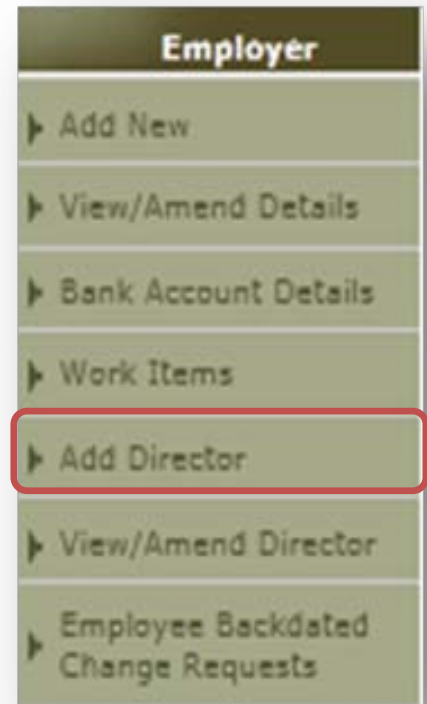 Employer
Add New
View/Amend Details
Bank Account Details
Work Items
Add Director
View/Amend Director
Employee Backdated
Change Requests